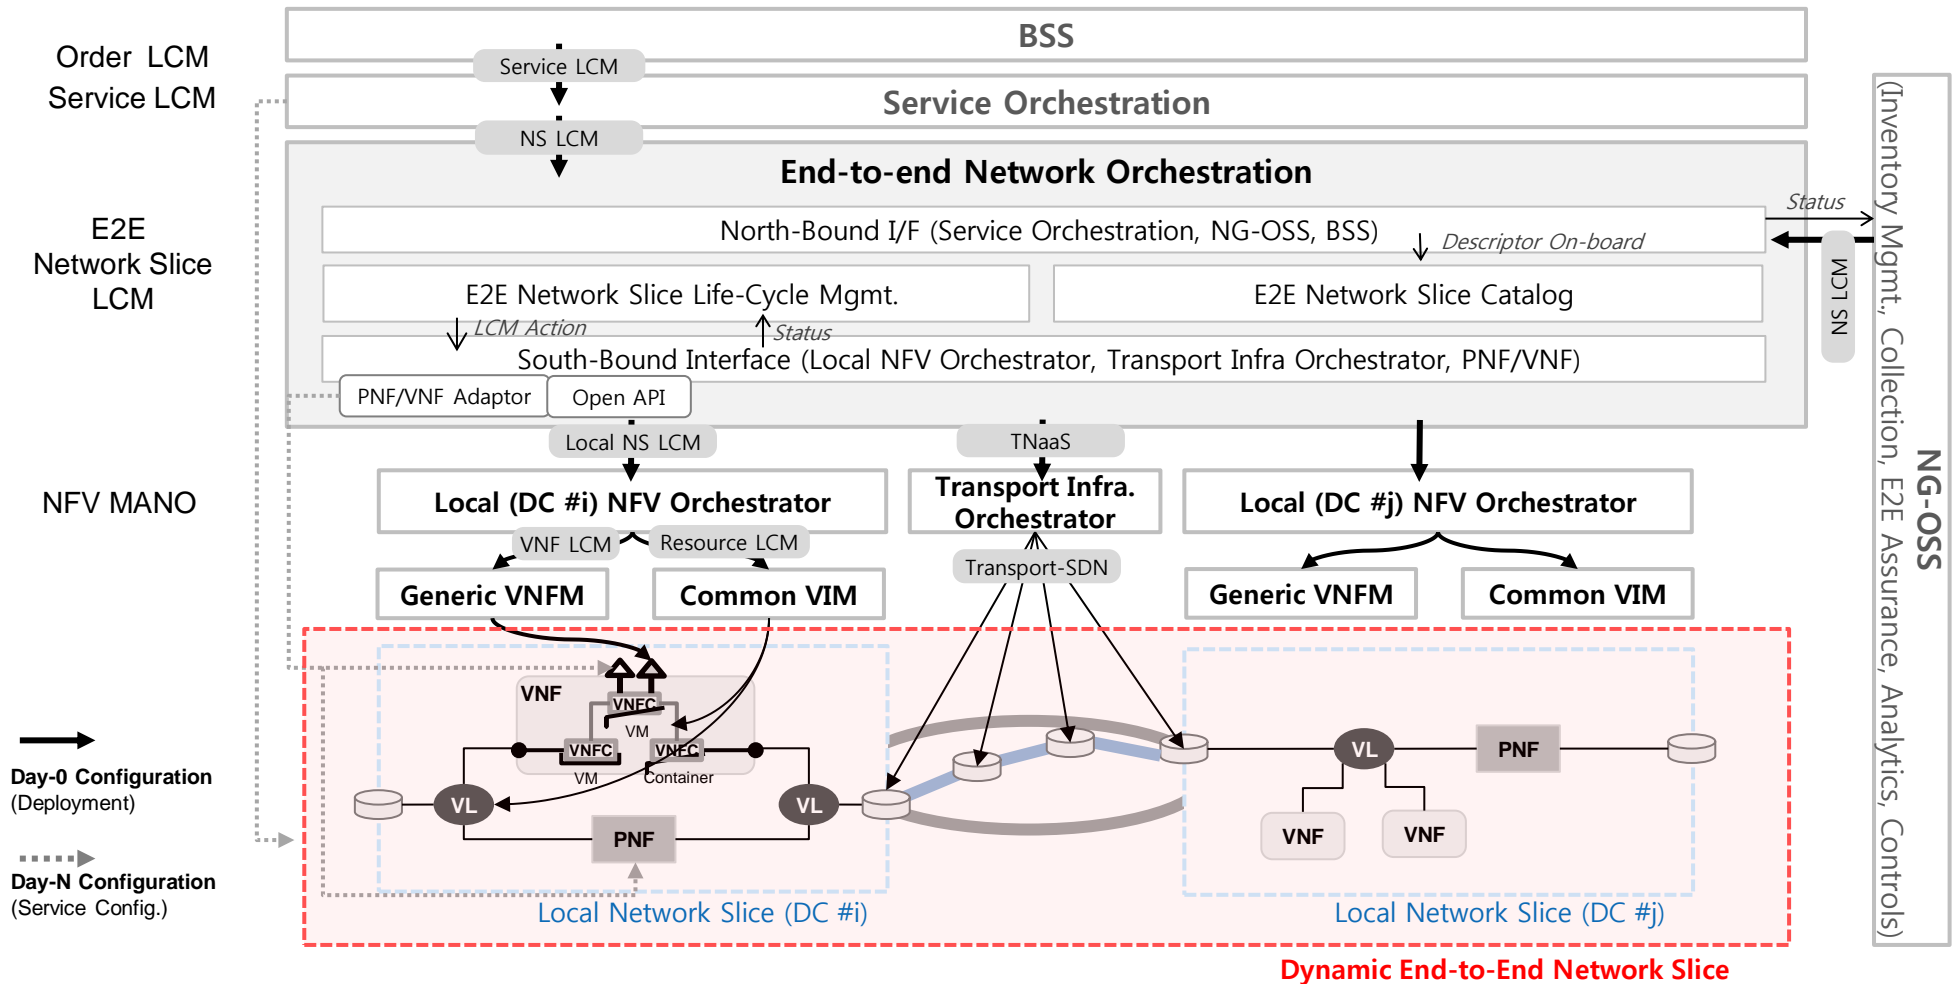 BSS
Order LCM
Service LCM
Service LCM
Service Orchestration
NS LCM
End-to-end Network Orchestration
Status
North-Bound I/F (Service Orchestration, NG-OSS, BSS)
Descriptor On-board
NS LCM
E2E
Network Slice
LCM
E2E Network Slice Life-Cycle Mgmt.
E2E Network Slice Catalog
LCM Action
Status
South-Bound Interface (Local NFV Orchestrator, Transport Infra Orchestrator, PNF/VNF)
PNF/VNF Adaptor
Open API
Local NS LCM
TNaaS
NFV MANO
Local (DC #i) NFV Orchestrator
Transport Infra.
Orchestrator
Local (DC #j) NFV Orchestrator
VNF LCM
Resource LCM
Transport-SDN
Generic VNFM
Common VIM
Generic VNFM
Common VIM
NG-OSS
(Inventory Mgmt., Collection, E2E Assurance, Analytics, Controls)
VNF
VNFC
VM
VNFC
VM
VNFC
Container
VL
VL
PNF
VL
PNF
VNF
VNF
Day-0 Configuration
(Deployment)
Day-N Configuration
(Service Config.)
Local Network Slice (DC #i)
Local Network Slice (DC #j)
Dynamic End-to-End Network Slice